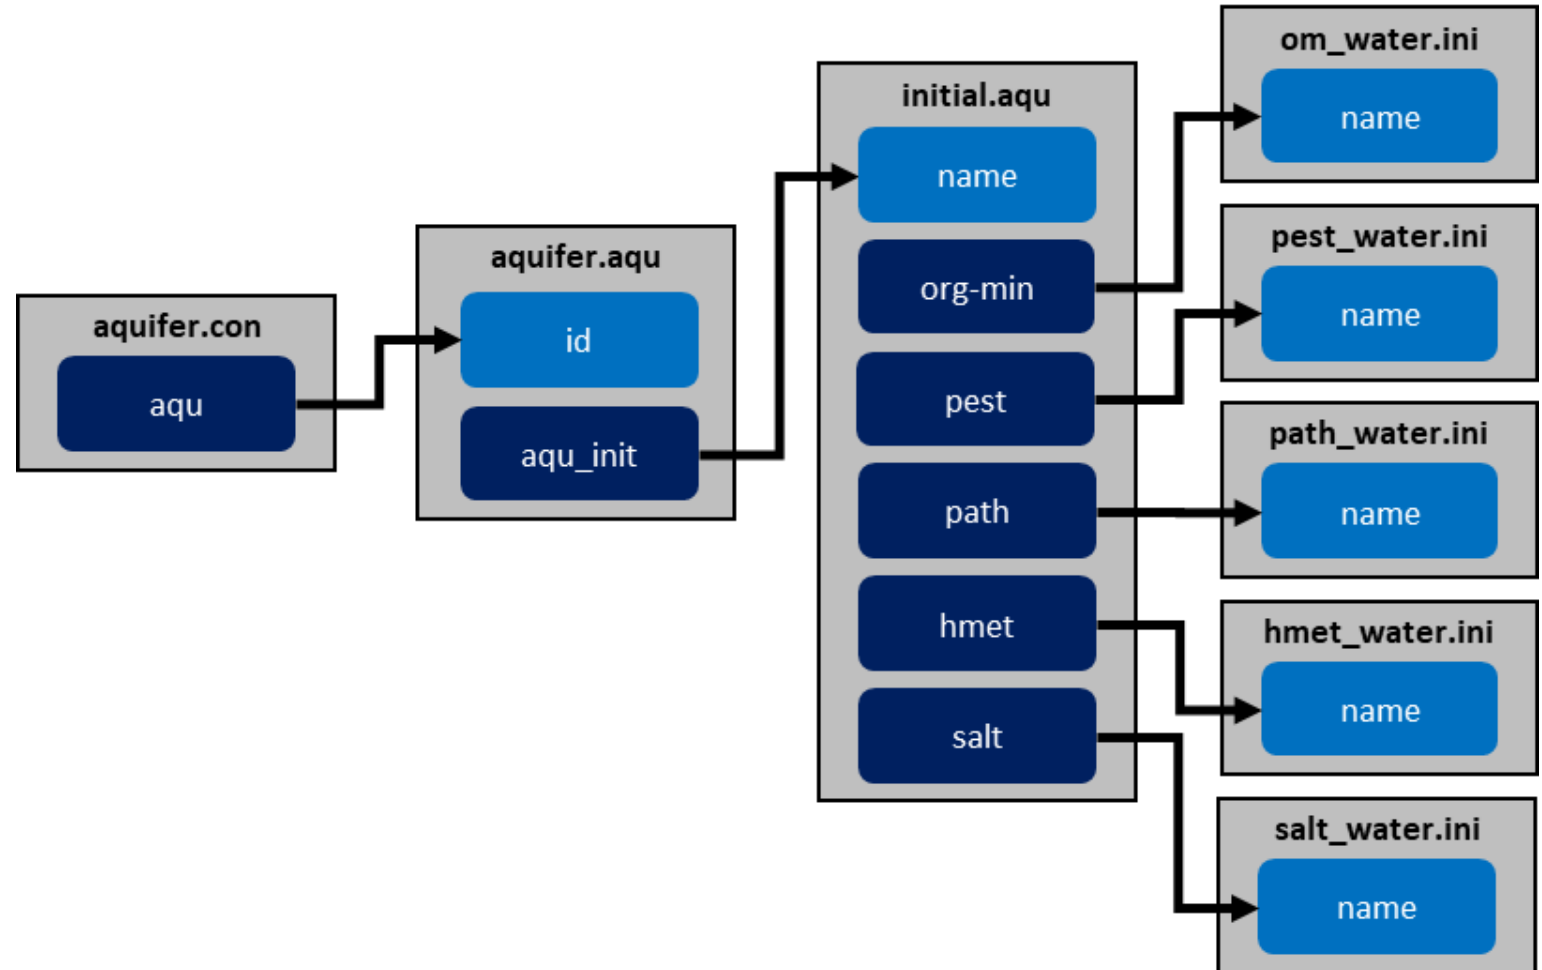 aquifer.con
aqu
aquifer.aqu
id
aqu_init
initial.aqu
name
org-min
pest
path
hmet
salt
om_water.ini
name
pest_water.ini
name
path_water.ini
name
hmet_water.ini
name
salt_water.ini
name